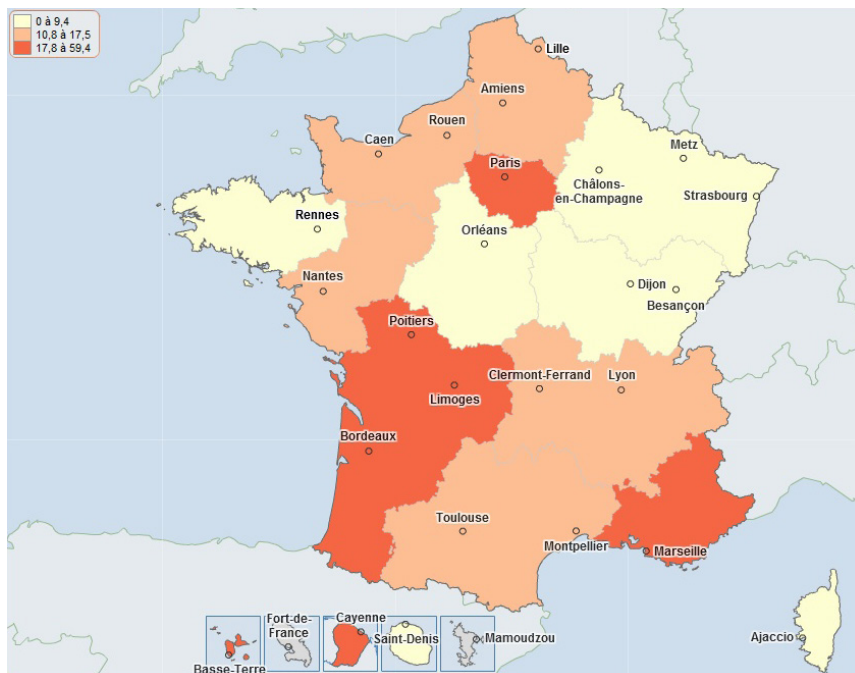 0 à 9,4
10,8 à 17,5
17,8 à 59,4
Lille
Amiens
Rouen
Caen
Metz
Paris
Châlons-
en-Champagne
Strasbourg
Rennes
Orléans
Nantes
Dijon
Besançon
Poitiers
Clermont-Ferrand
Lyon
Limoges
Bordeaux
Toulouse
Montpellier
Marseille
Ajaccio
Basse-Terre
Fort-de-
France
Cayenne
Saint-Denis
Mamoudzou